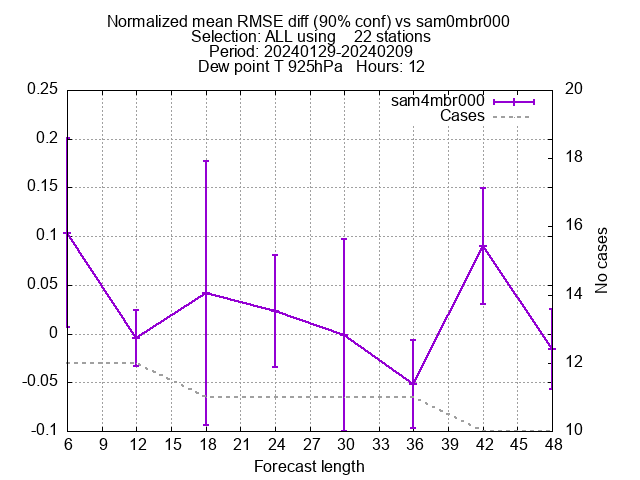 Normalized mean RMSE diff (90% conf) vs sam0mbr000
Selection: ALL using    22 stations
Period: 20240129-20240209
Dew point T 925hPa   Hours: 12
0.25
0.2
0.15
0.1
0.05
0
-0.05
-0.1
20
18
16
14
12
10
sam4mbr000
Cases
No cases
6 9 12 15 18 21 24 27 30 33 36 39 42 45 48
Forecast length